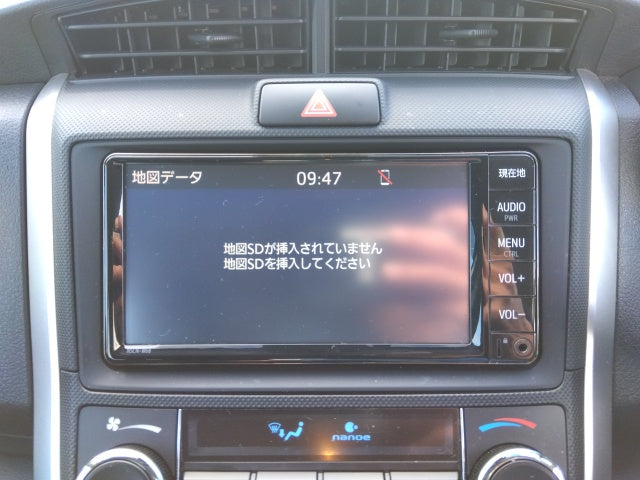 地図データ 09:47
現在地
AUDIO
PWR
MENU
CTRL
VOL+
VOL-
地図SDが挿入されていません
地図SDを挿入してください
nanoe